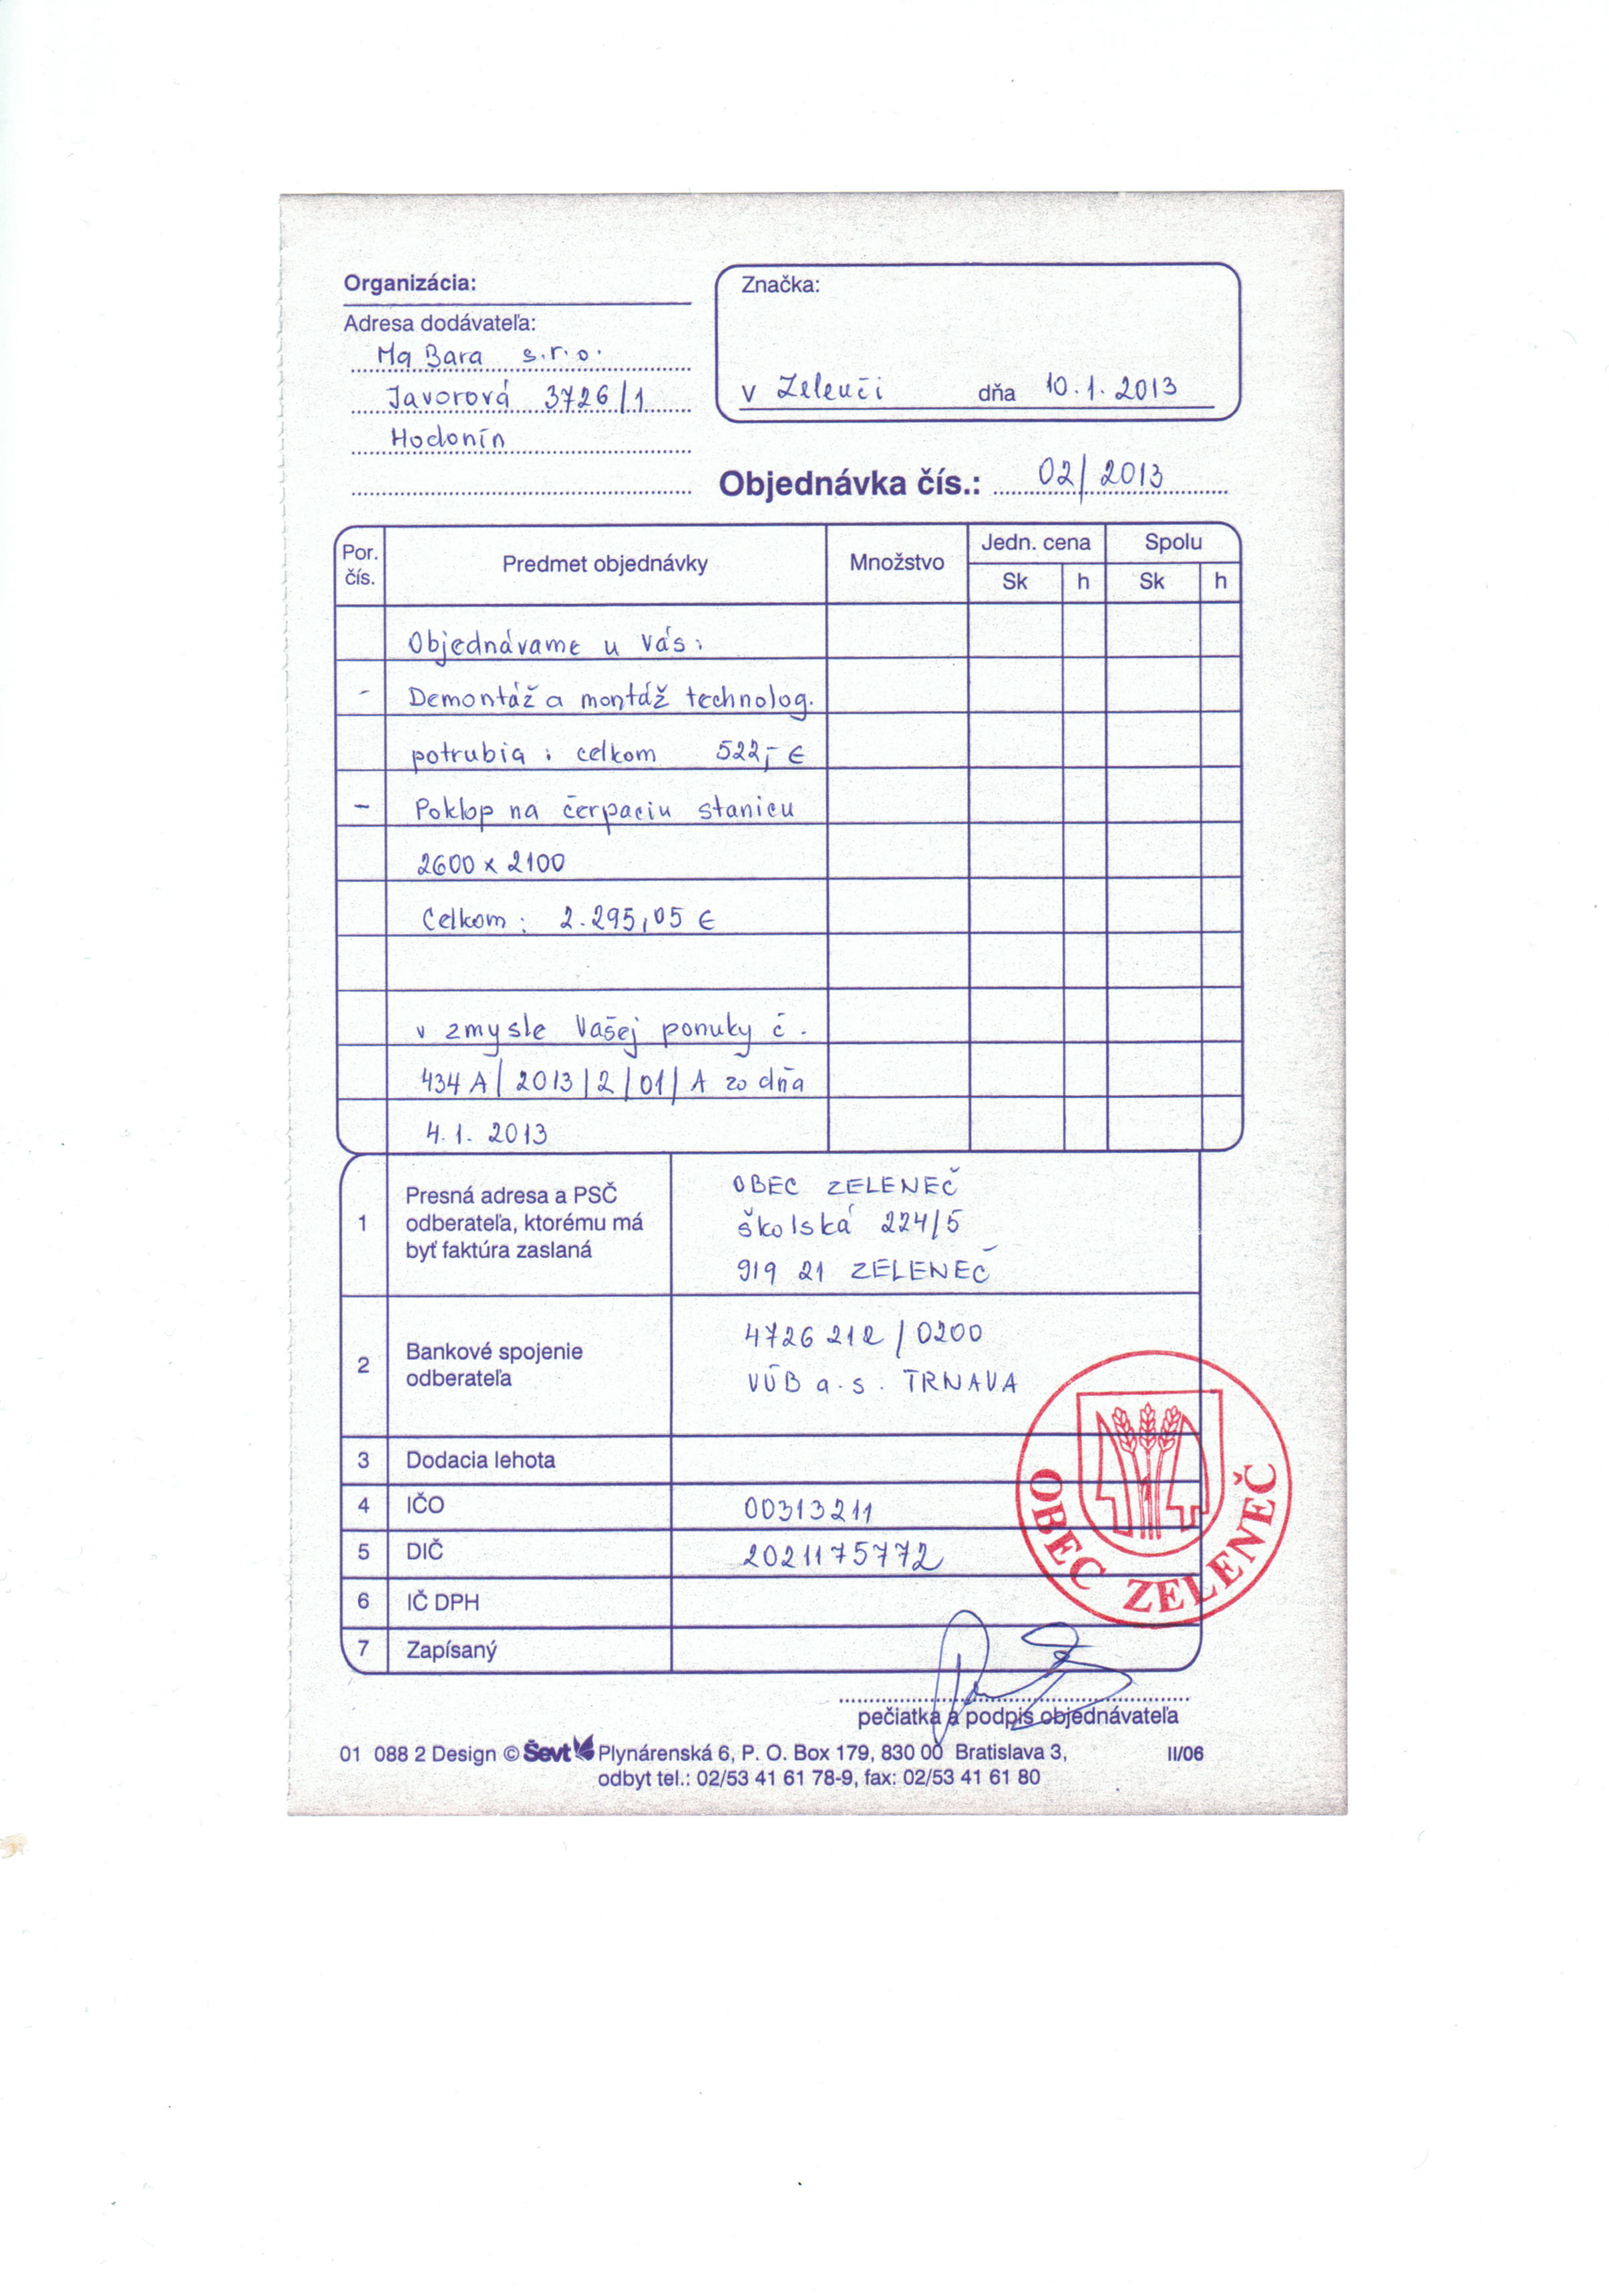 Organizácia:
Adresa dodávateľa:
Mq Bara s.r.o.
Javorová 3726/1
Hodonín
Značka:
v Zelenči dňa 10.1.2013
Objednávka čís.: 02/2013
Por. čís.
Predmet objednávky
Množstvo
Jedn. cena
Spolu
Sk h Sk h
Objednávame u Vás:
- Demontáž a montáž technolog.
potrubia : celkom 522,- €
- Poklop na čerpaciu stanicu
2600 x 2100
Celkom : 2.295,05 €
v zmysle Vašej ponuky č.
434 A/2013/2/01/A zo dňa
4.1. 2013
1 Presná adresa a PSČ
odberateľa, ktorému má
byť faktúra zaslaná
OBEC ZELENEČ
školská 224/5
919 21 ZELENEČ
2 Bankové spojenie
odberateľa
4726 212 / 0200
VÚB a.s. TRNAVA
3 Dodacia lehota
4 IČO 00313211
5 DIČ 2021175772
6 IČ DPH
7 Zapísaný
OBEC ZELENEČ
pečiatka a podpis objednávateľa
01 088 2 Design © Ševt Plynárenská 6, P. O. Box 179, 830 00 Bratislava 3, II/06
odbyt tel.: 02/53 41 61 78-9, fax: 02/53 41 61 80